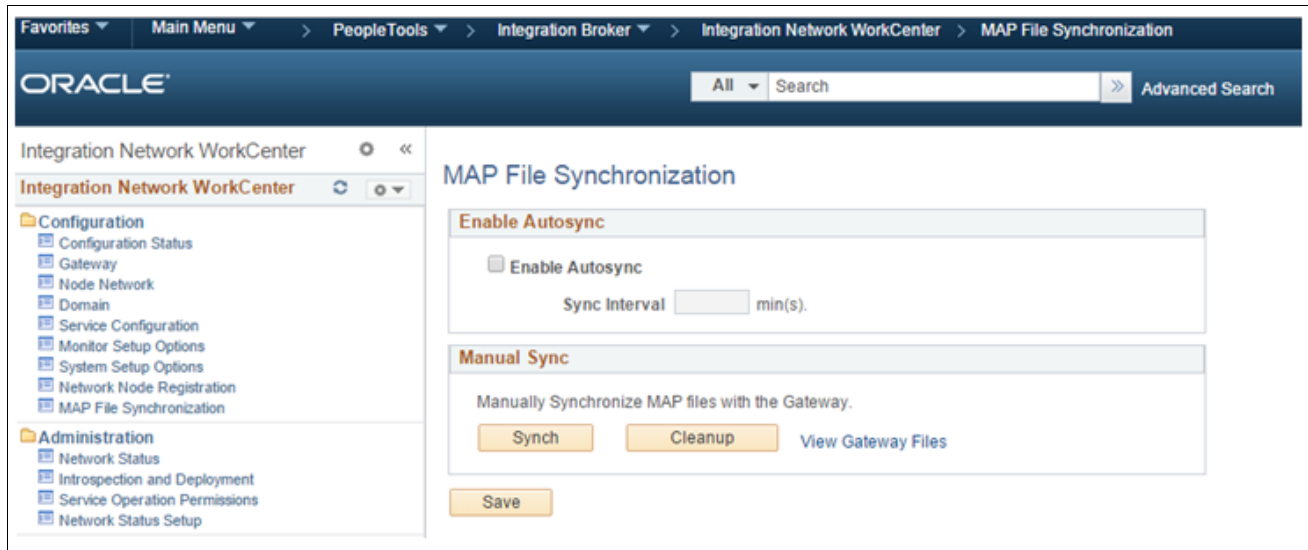 Favorites Main Menu > PeopleTools > Integration Broker > Integration Network WorkCenter > MAP File Synchronization
ORACLE
All Search » Advanced Search
Integration Network WorkCenter «
Integration Network WorkCenter
Configuration
Configuration Status
Gateway
Node Network
Domain
Service Configuration
Monitor Setup Options
System Setup Options
Network Node Registration
MAP File Synchronization
Administration
Network Status
Introspection and Deployment
Service Operation Permissions
Network Status Setup
MAP File Synchronization
Enable Autosync
Enable Autosync
Sync Interval min(s).
Manual Sync
Manually Synchronize MAP files with the Gateway.
Synch Cleanup View Gateway Files
Save